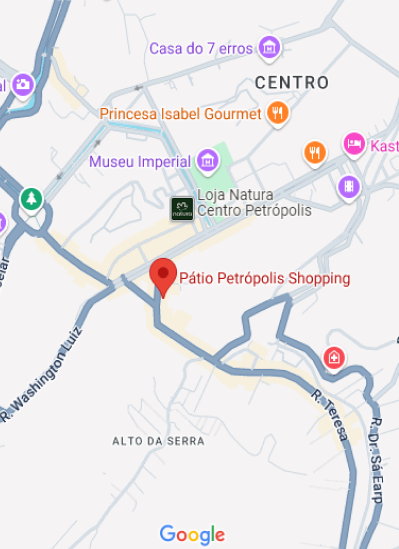 Casa do 7 erros
CENTRO
Princesa Isabel Gourmet
Kast
Museu Imperial
Loja Natura
Centro Petrópolis
natura
Pátio Petrópolis Shopping
R. Washington Luiz
R. Teresa
R. Dr. Sá Earp
ALTO DA SERRA
Google